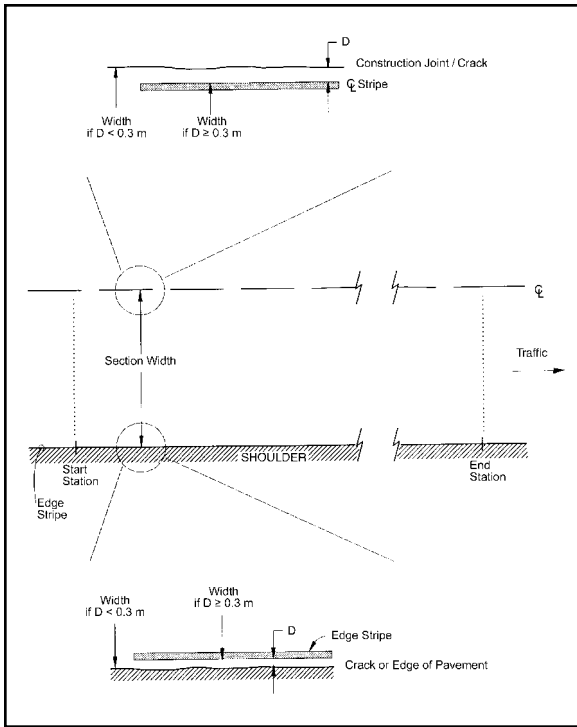 D
Construction Joint / Crack
℄ Stripe
Width
if D < 0.3 m
Width
if D ≥ 0.3 m
℄
Section Width
Traffic
SHOULDER
Start
Station
End
Station
Edge
Stripe
Width
if D < 0.3 m
Width
if D ≥ 0.3 m
D
Edge Stripe
Crack or Edge of Pavement